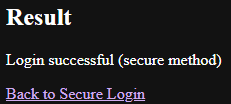 Result
Login successful (secure method)
Back to Secure Login